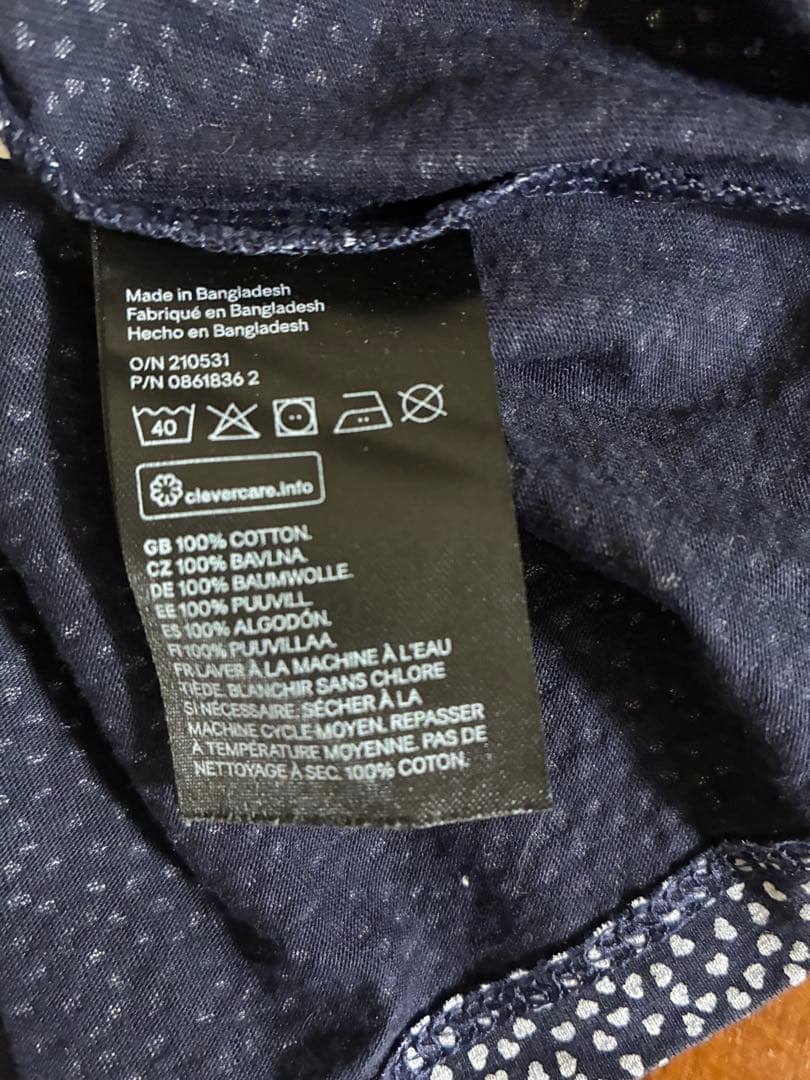 Made in Bangladesh
Fabriqué en Bangladesh
Hecho en Bangladesh
O/N 210531
P/N 0861836 2
40
clevercare.info
GB 100% COTTON.
CZ 100% BAVLNA.
DE 100% BAUMWOLLE.
EE 100% PUUVILL.
ES 100% ALGODÓN.
FI 100% PUUVILLAA.
FR LAVER À LA MACHINE À L'EAU
TIÈDE. BLANCHIR SANS CHLORE
SI NÉCESSAIRE. SÉCHER À LA
MACHINE CYCLE MOYEN. REPASSER
À TEMPÉRATURE MOYENNE. PAS DE
NETTOYAGE À SEC. 100% COTON.